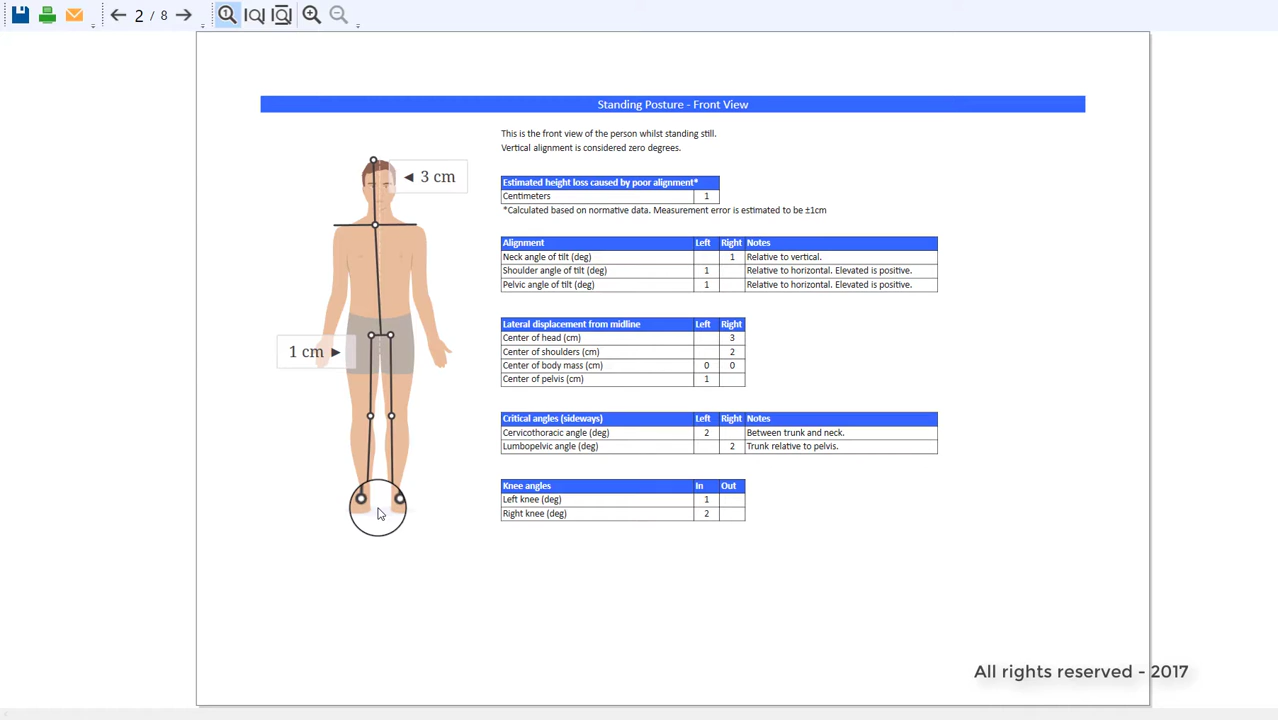 2 / 8
Standing Posture - Front View
This is the front view of the person whilst standing still.
Vertical alignment is considered zero degrees.
◄ 3 cm
1 cm ►
Estimated height loss caused by poor alignment*
Centimeters 1
*Calculated based on normative data. Measurement error is estimated to be ±1cm
Alignment Left Right Notes
Neck angle of tilt (deg) 1 Relative to vertical.
Shoulder angle of tilt (deg) 1 Relative to horizontal. Elevated is positive.
Pelvic angle of tilt (deg) 1 Relative to horizontal. Elevated is positive.
Lateral displacement from midline Left Right
Center of head (cm) 3
Center of shoulders (cm) 2
Center of body mass (cm) 0 0
Center of pelvis (cm) 1
Critical angles (sideways) Left Right Notes
Cervicothoracic angle (deg) 2 Between trunk and neck.
Lumbopelvic angle (deg) 2 Trunk relative to pelvis.
Knee angles In Out
Left knee (deg) 1
Right knee (deg) 2
All rights reserved - 2017